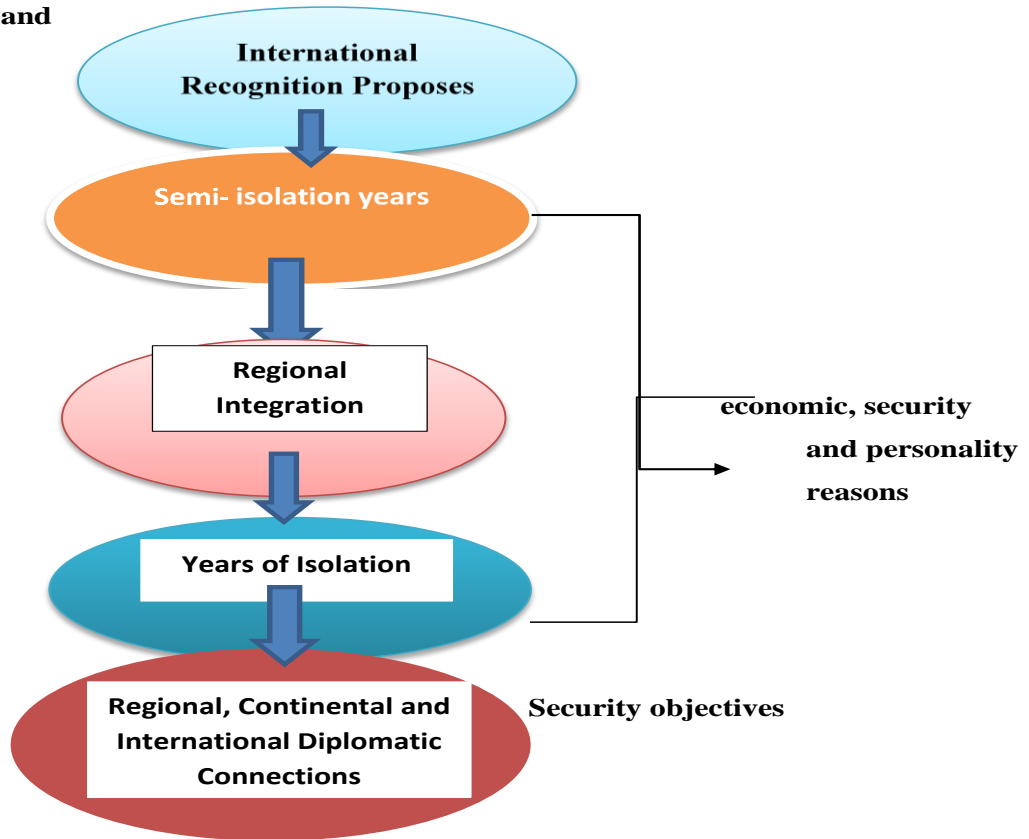 and
International
Recognition Proposes
Semi- isolation years
Regional
Integration
economic, security
and personality
reasons
Years of Isolation
Regional, Continental and
International Diplomatic
Connections
Security objectives